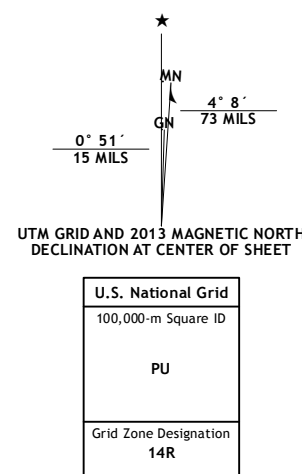 ★
MN
GN
4° 8´
73 MILS
0° 51´
15 MILS
UTM GRID AND 2013 MAGNETIC NORTH
DECLINATION AT CENTER OF SHEET
U.S. National Grid
100,000-m Square ID
PU
Grid Zone Designation
14R